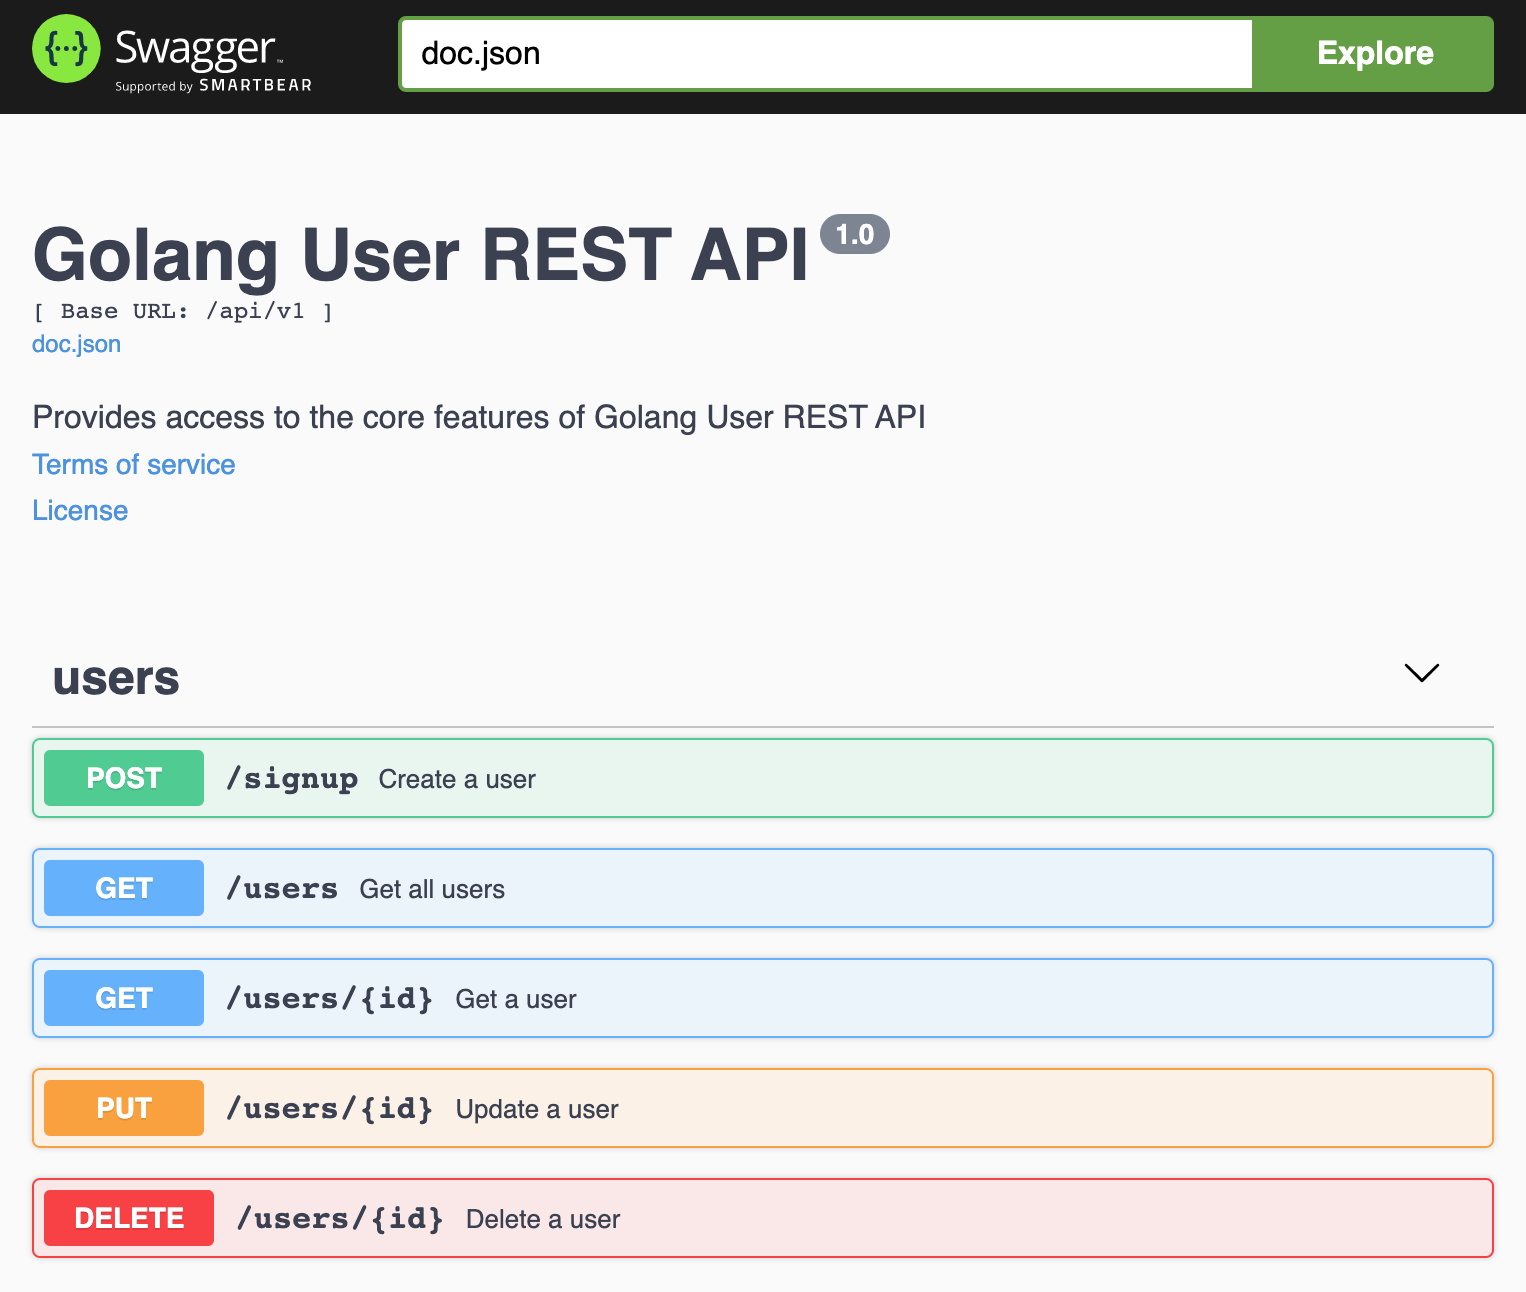 {···} Swagger™
Supported by SMARTBEAR
doc.json
Explore
Golang User REST API 1.0
[ Base URL: /api/v1 ]
doc.json
Provides access to the core features of Golang User REST API
Terms of service
License
users
POST /signup Create a user
GET /users Get all users
GET /users/{id} Get a user
PUT /users/{id} Update a user
DELETE /users/{id} Delete a user